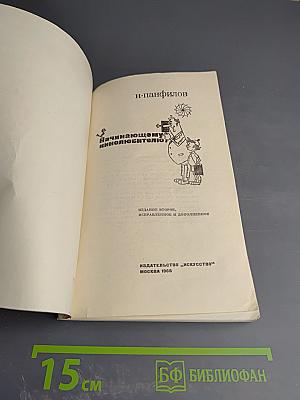 н·панфилов
Начинающему
кинолюбителю
ИЗДАНИЕ ВТОРОЕ,
ИСПРАВЛЕННОЕ И ДОПОЛНЕННОЕ
ИЗДАТЕЛЬСТВО „ИСКУССТВО"
МОСКВА 1968
15 см
БФ БИБЛИОФАН